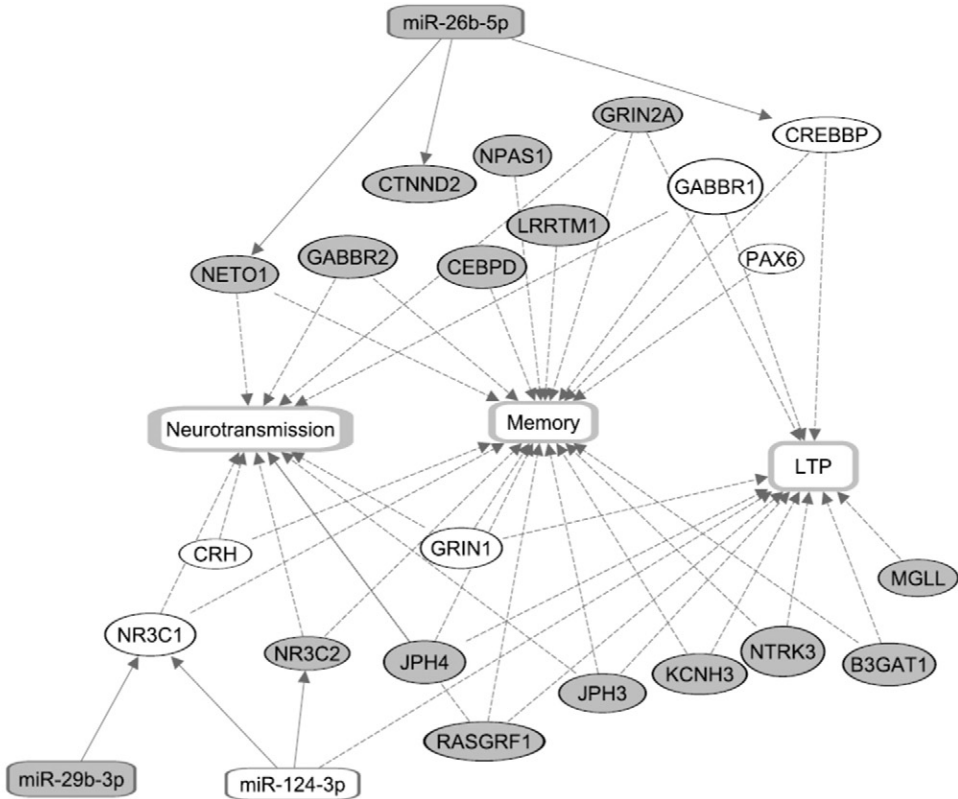 miR-26b-5p
GRIN2A
CREBBP
NPAS1
CTNND2
GABBR1
LRRTM1
GABBR2
CEBPD
PAX6
NETO1
Neurotransmission
Memory
LTP
CRH
GRIN1
MGLL
NR3C1
NR3C2
JPH4
NTRK3
B3GAT1
KCNH3
JPH3
RASGRF1
miR-29b-3p
miR-124-3p